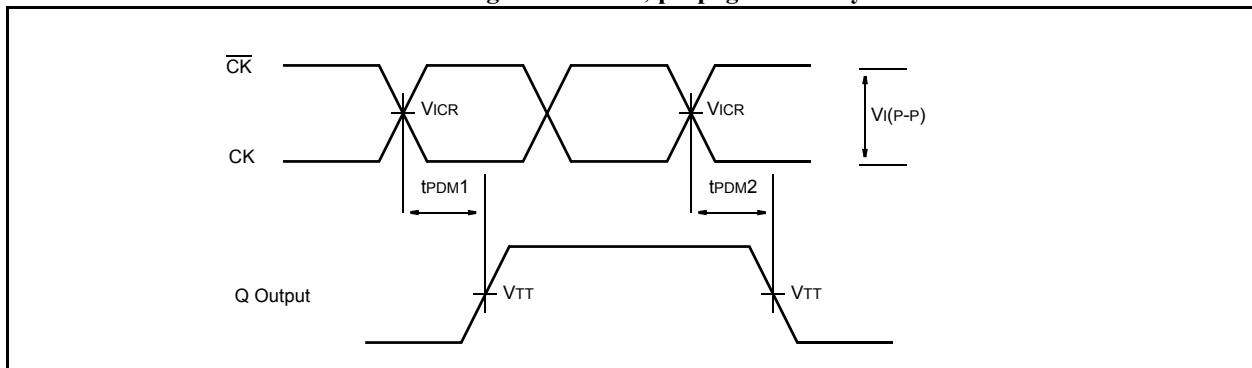 CK
VICR
VICR
VI(P-P)
CK
tPDM1
tPDM2
Q Output
VTT
VTT